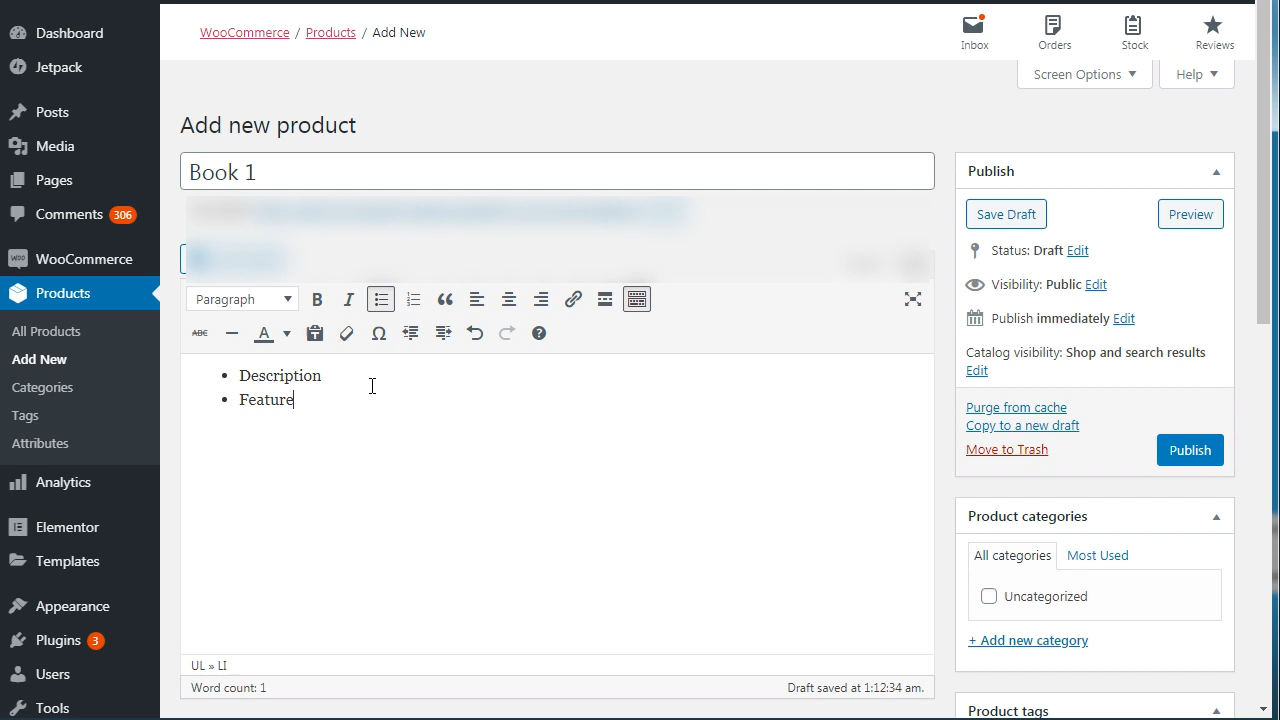 Dashboard
Jetpack
Posts
Media
Pages
Comments 306
WooCommerce
Products
All Products
Add New
Categories
Tags
Attributes
Analytics
Elementor
Templates
Appearance
Plugins 3
Users
Tools
WooCommerce / Products / Add New
Inbox
Orders
Stock
Reviews
Screen Options
Help
Add new product
Book 1
Paragraph
B
I
ABC
A
Description
Feature
UL » LI
Word count: 1
Draft saved at 1:12:34 am.
Publish
Save Draft
Preview
Status: Draft Edit
Visibility: Public Edit
Publish immediately Edit
Catalog visibility: Shop and search results
Edit
Purge from cache
Copy to a new draft
Move to Trash
Publish
Product categories
All categories
Most Used
Uncategorized
+ Add new category
Product tags